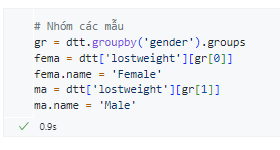 # Nhóm các mẫu
gr = dtt.groupby('gender').groups
fema = dtt['lostweight'][gr[0]]
fema.name = 'Female'
ma = dtt['lostweight'][gr[1]]
ma.name = 'Male'
✓ 0.9s